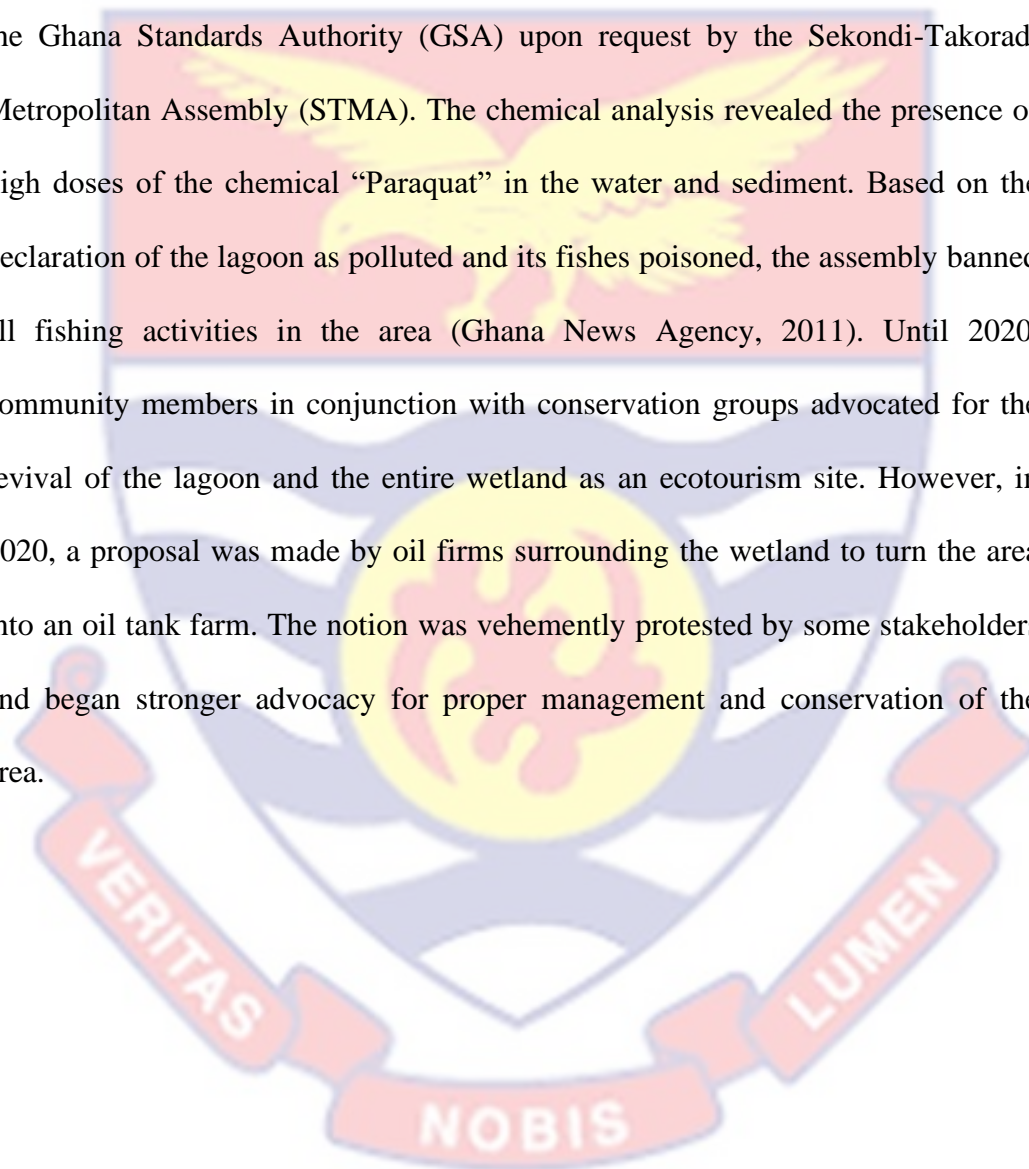 he Ghana Standards Authority (GSA) upon request by the Sekondi-Takorad
Metropolitan Assembly (STMA). The chemical analysis revealed the presence o
igh doses of the chemical “Paraquat” in the water and sediment. Based on the
eclaration of the lagoon as polluted and its fishes poisoned, the assembly banned
ll fishing activities in the area (Ghana News Agency, 2011). Until 2020
ommunity members in conjunction with conservation groups advocated for the
evival of the lagoon and the entire wetland as an ecotourism site. However, in
020, a proposal was made by oil firms surrounding the wetland to turn the area
nto an oil tank farm. The notion was vehemently protested by some stakeholders
nd began stronger advocacy for proper management and conservation of the
rea.
VERITAS
NOBIS
LUMEN